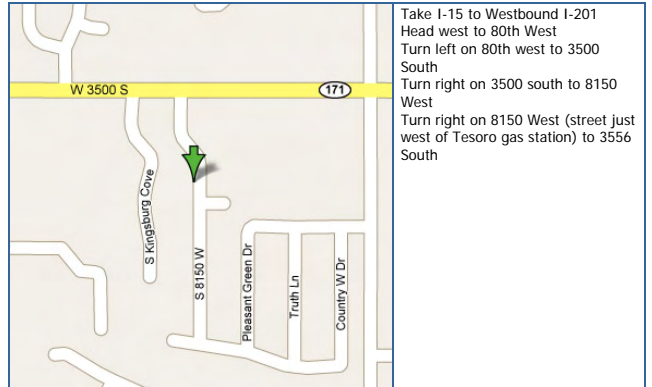 W 3500 S
171
S Kingsburg Cove
S 8150 W
Pleasant Green Dr
Truth Ln
Country W Dr
Take I-15 to Westbound I-201
Head west to 80th West
Turn left on 80th west to 3500
South
Turn right on 3500 south to 8150
West
Turn right on 8150 West (street just
west of Tesoro gas station) to 3556
South